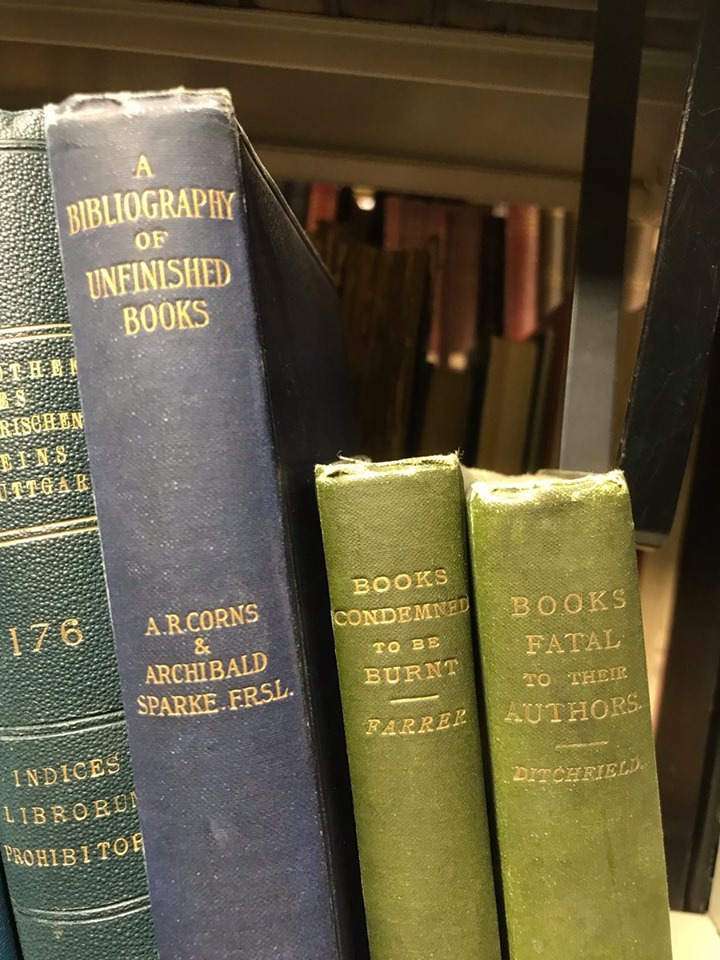 176
INDICES
A
BIBLIOGRAPHY
OF
UNFINISHED
BOOKS
A.R.CORNS
&
ARCHIBALD
SPARKE. F.R.S.L.
BOOKS
CONDEMNED
TO BE
BURNT
FARRER
BOOKS
FATAL
TO THEIR
AUTHORS.
DITCHFIELD.